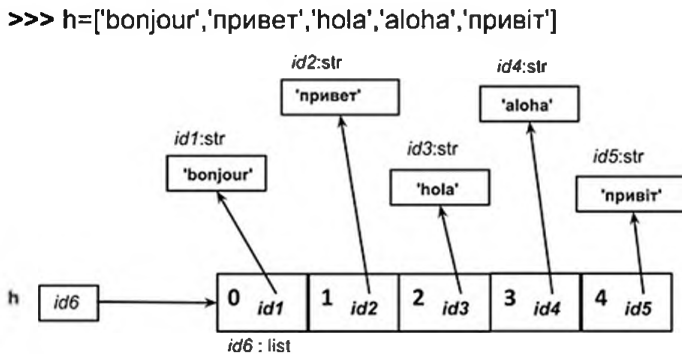 >>> h=['bonjour','привет','hola','aloha','привіт']
id2:str
id4:str
'привет'
'aloha'
id1:str
id3:str
id5:str
'bonjour'
'hola'
'привіт'
h id6 0 id1 1 id2 2 id3 3 id4 4 id5
id6 : list